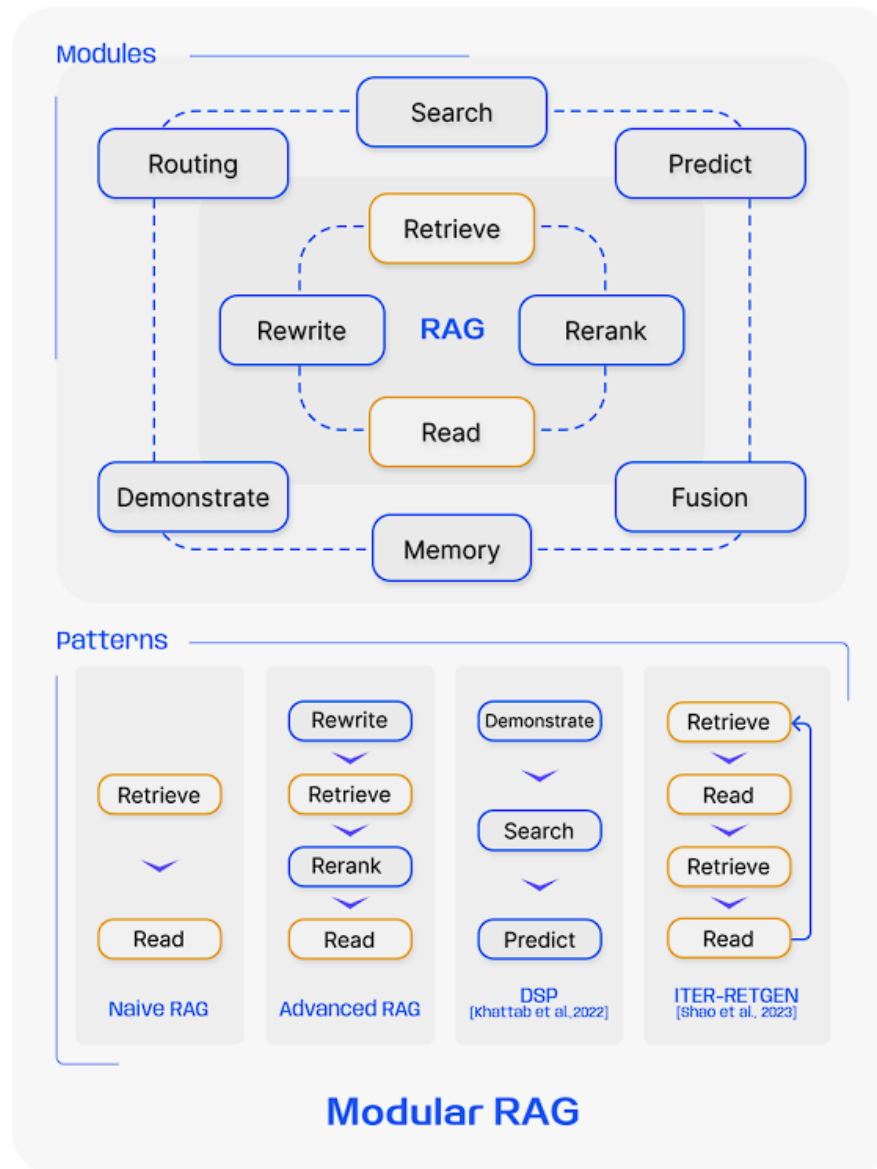 Modules
Search
Routing
Predict
Retrieve
Rewrite
RAG
Rerank
Read
Demonstrate
Fusion
Memory
Patterns
Retrieve
Read
Naive RAG
Rewrite
Retrieve
Rerank
Read
Advanced RAG
Demonstrate
Search
Predict
DSP
[Khattab et al.,2022]
Retrieve
Read
Retrieve
Read
ITER-RETGEN
[Shao et al., 2023]
Modular RAG